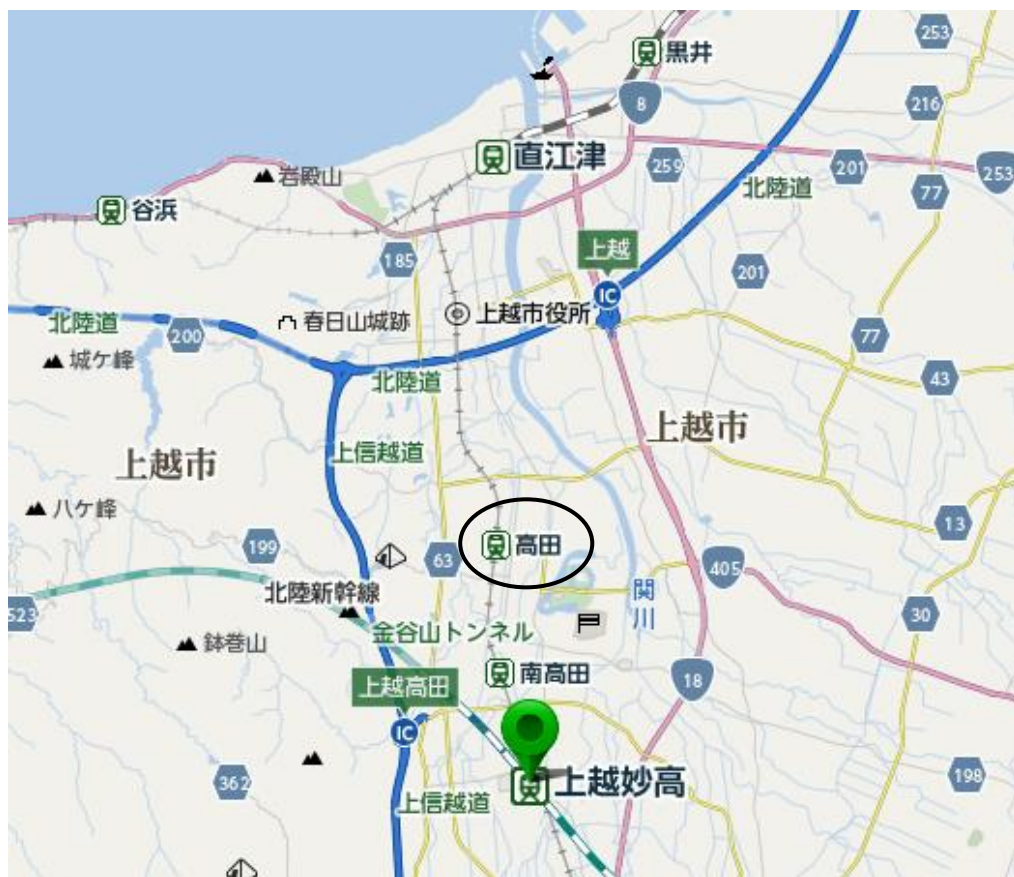 253
黒井
8
216
直江津
259
201
253
岩殿山
77
北陸道
谷浜
185
上越
201
IC
北陸道
200
春日山城跡
上越市役所
77
城ケ峰
北陸道
43
上越市
上信越道
上越市
八ケ峰
13
199
63
高田
405
北陸新幹線
関川
523
30
金谷山トンネル
鉢巻山
南高田
18
上越高田
IC
362
上越妙高
198
上信越道